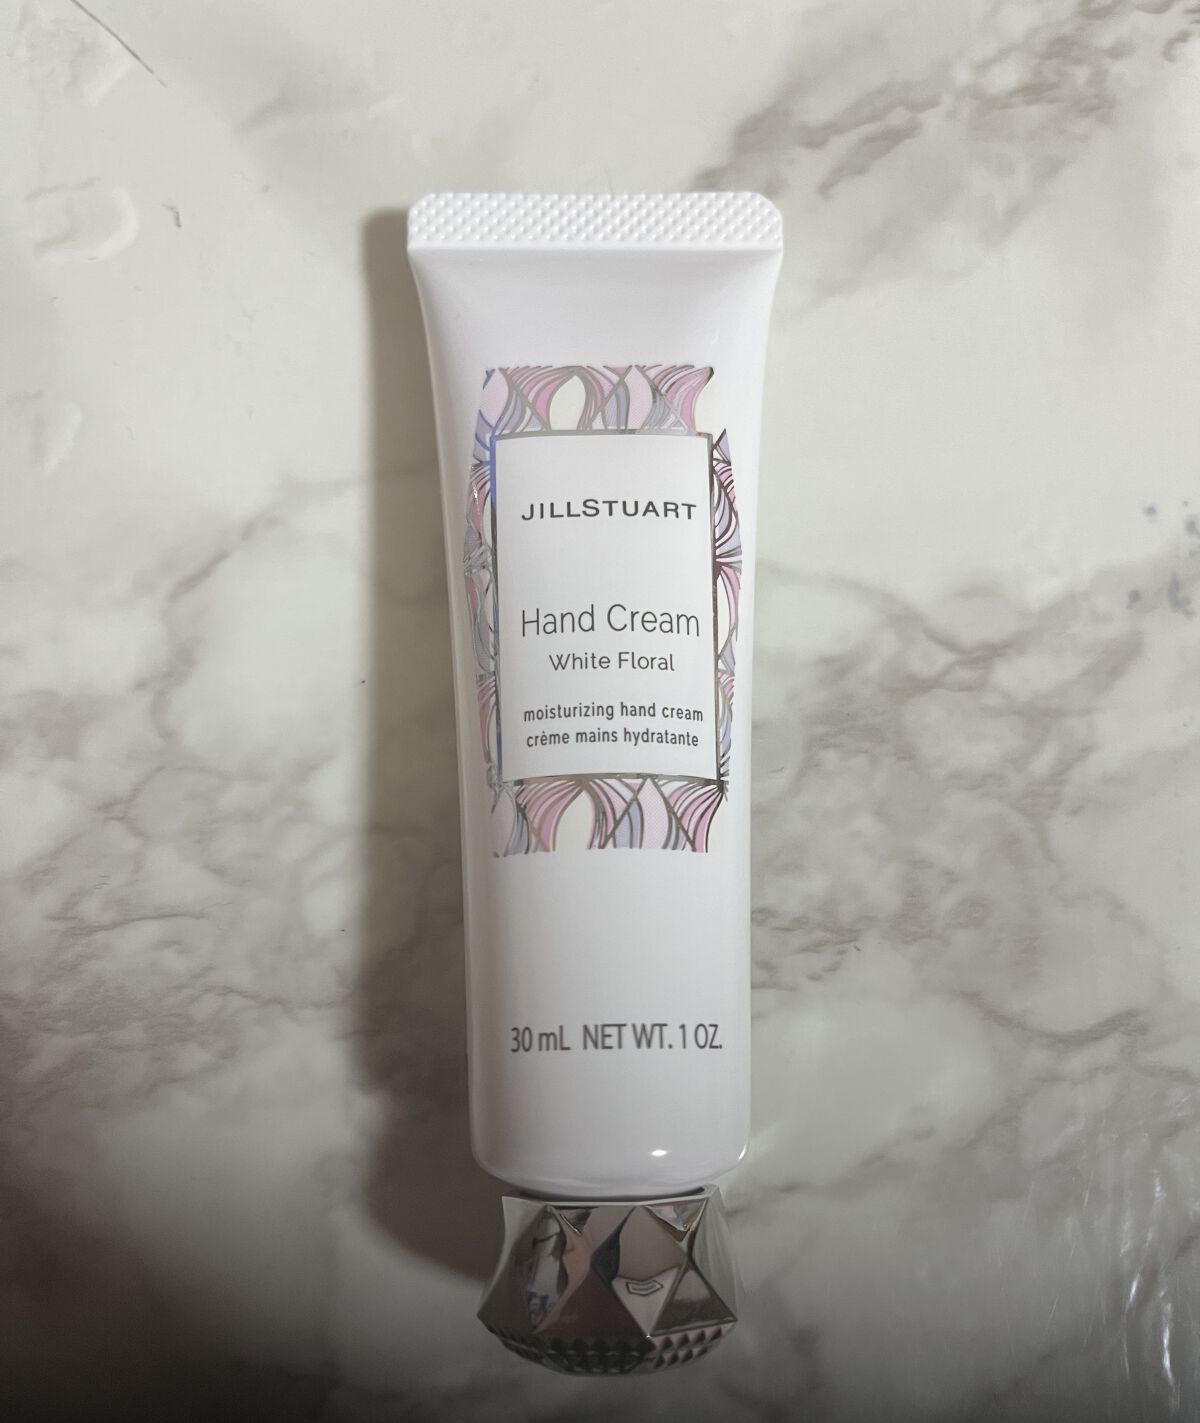 JILLSTUART
Hand Cream
White Floral
moisturizing hand cream
crème mains hydratante
30 mL NET WT. 1 OZ.